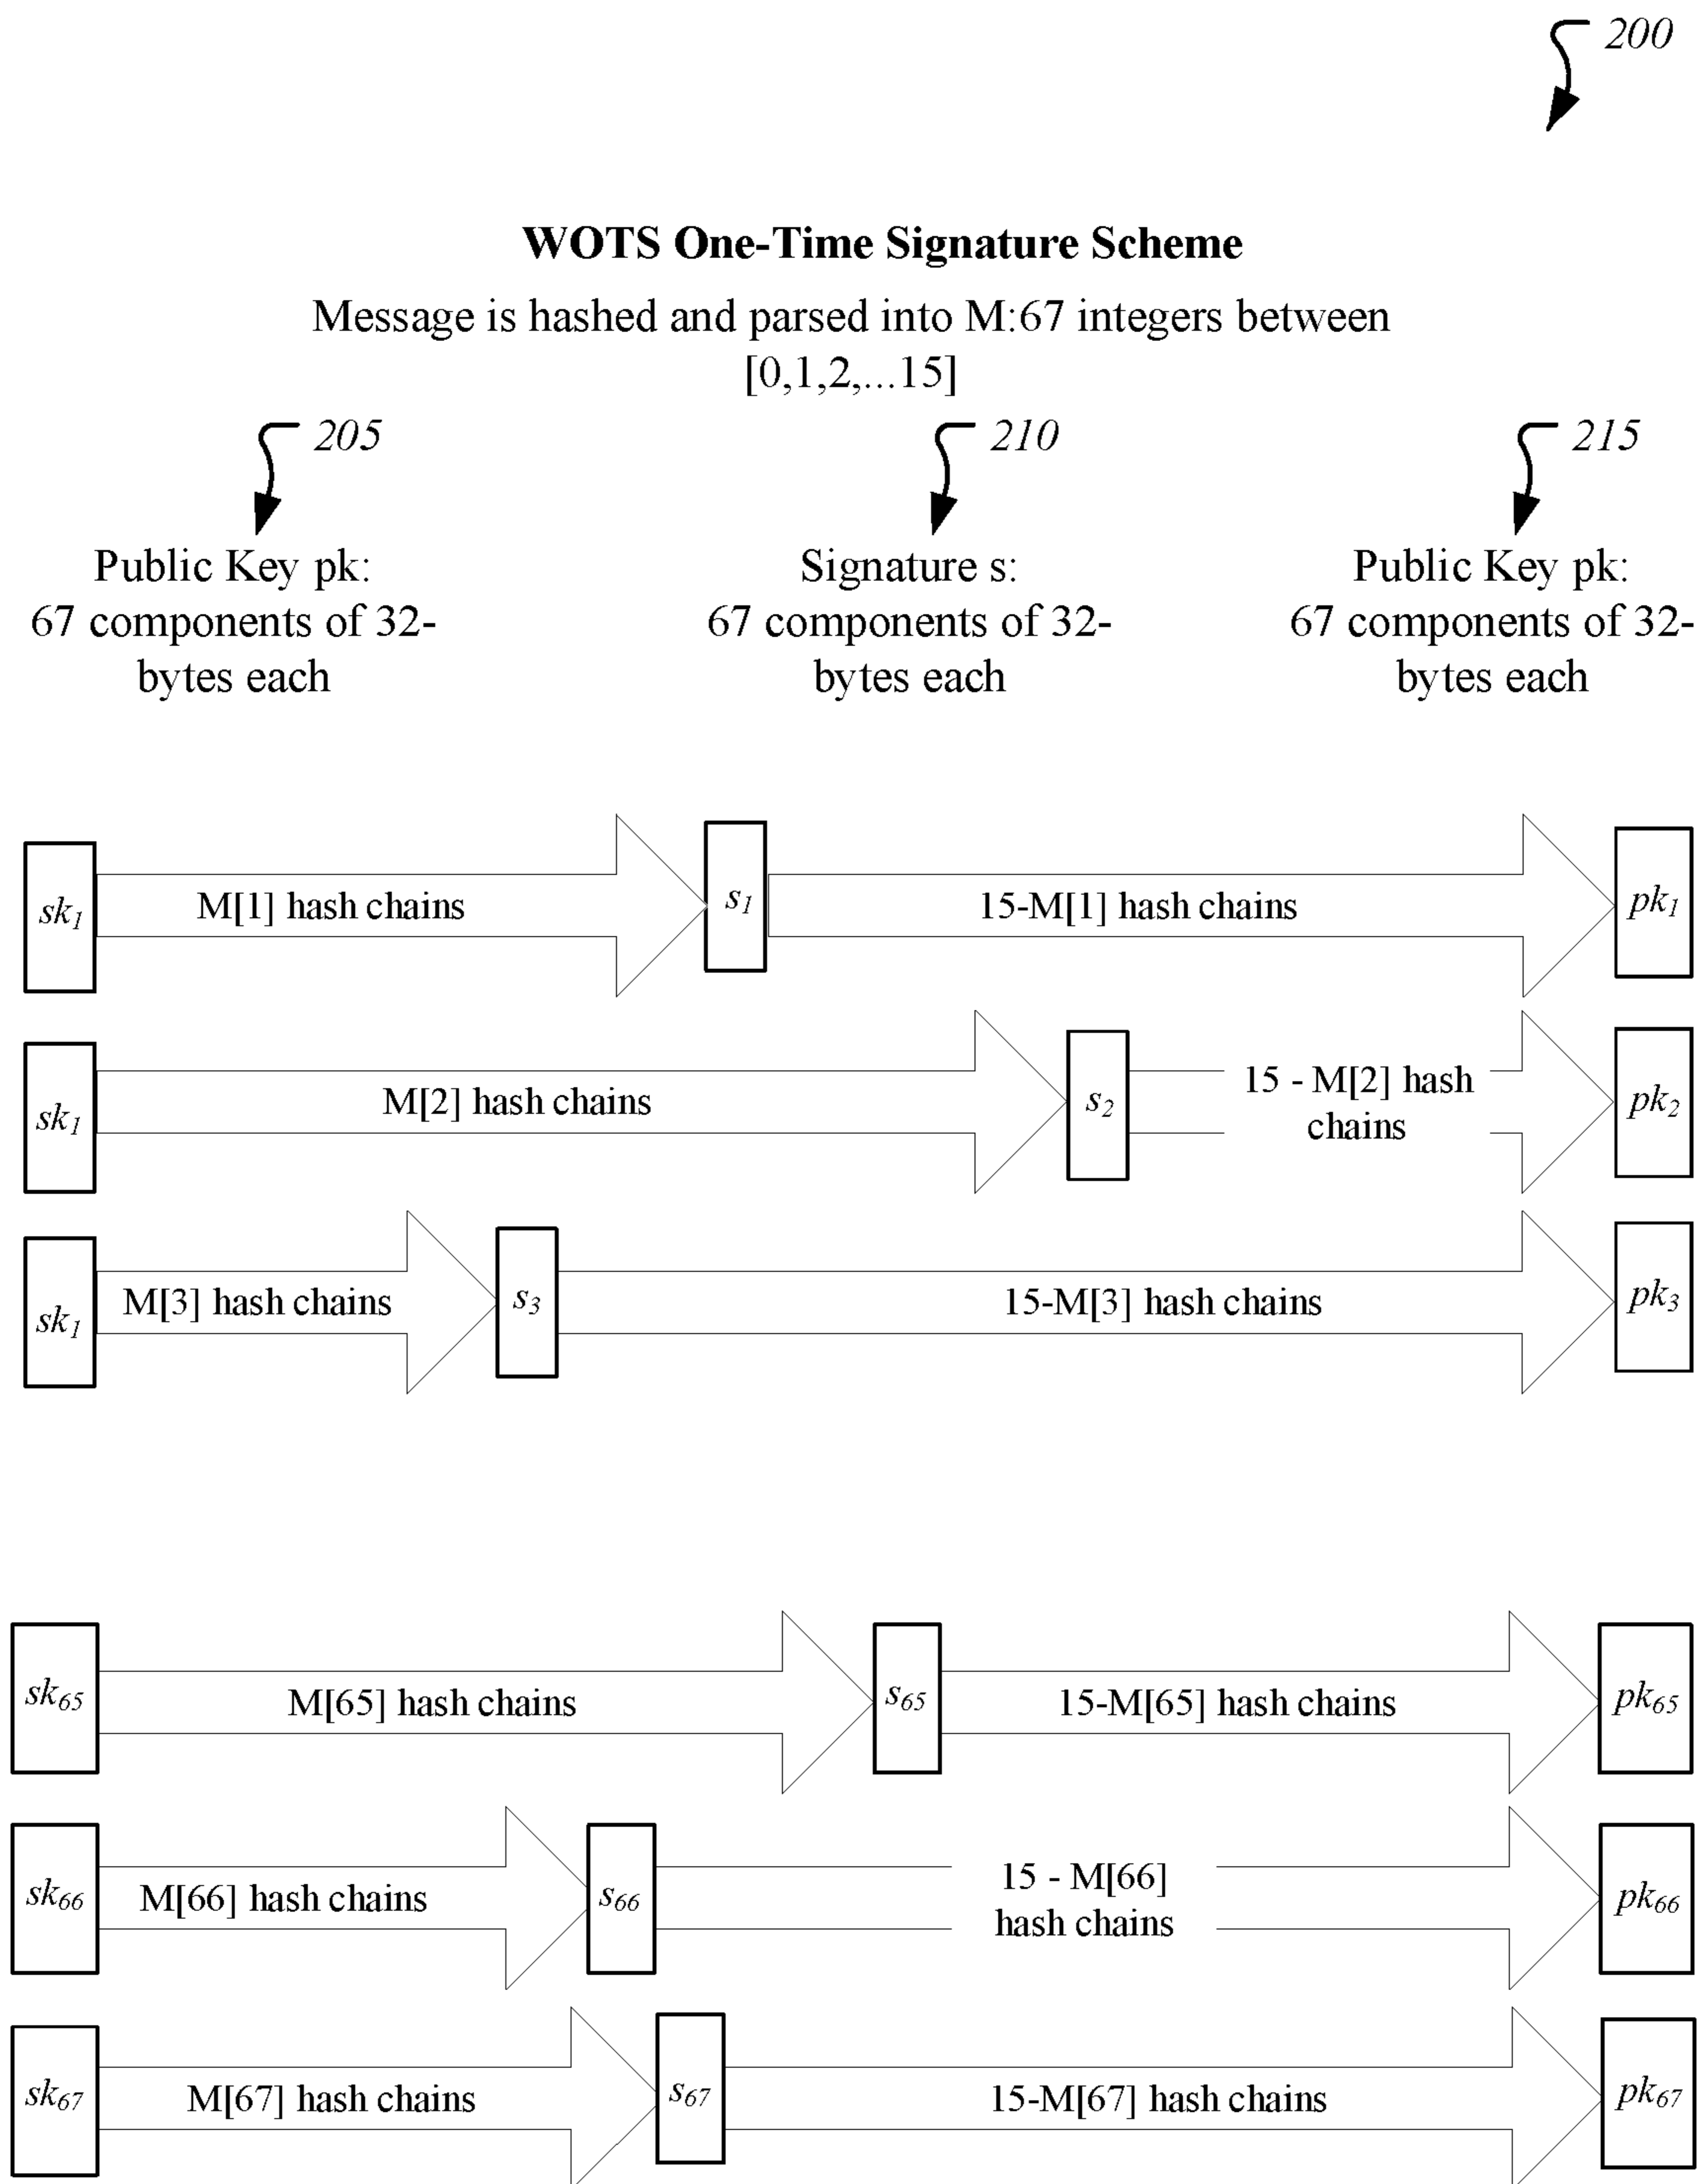 200
WOTS One-Time Signature Scheme
Message is hashed and parsed into M:67 integers between
[0,1,2,...15]
205
210
215
Public Key pk:
67 components of 32-
bytes each
Signature s:
67 components of 32-
bytes each
Public Key pk:
67 components of 32-
bytes each
sk1 M[1] hash chains s1 15-M[1] hash chains pk1
sk1 M[2] hash chains s2 15 - M[2] hash
chains pk2
sk1 M[3] hash chains s3 15-M[3] hash chains pk3
sk65 M[65] hash chains s65 15-M[65] hash chains pk65
sk66 M[66] hash chains s66 15 - M[66]
hash chains pk66
sk67 M[67] hash chains s67 15-M[67] hash chains pk67